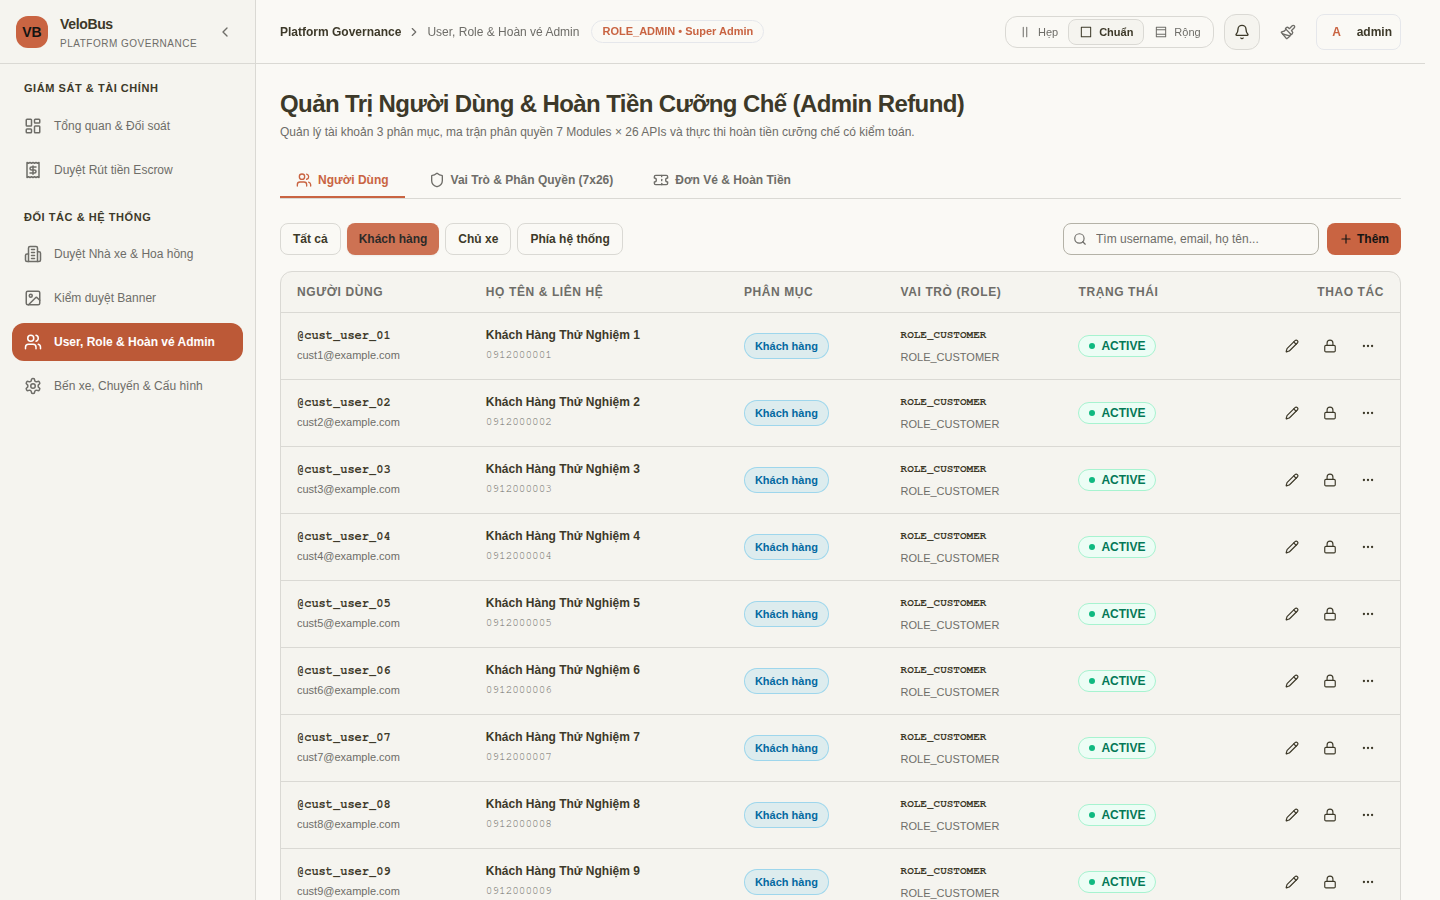 VB
VeloBus
PLATFORM GOVERNANCE
Platform Governance
User, Role & Hoàn vé Admin
ROLE_ADMIN • Super Admin
Hẹp
Chuẩn
Rộng
A
admin
GIÁM SÁT & TÀI CHÍNH
Tổng quan & Đối soát
Duyệt Rút tiền Escrow
ĐỐI TÁC & HỆ THỐNG
Duyệt Nhà xe & Hoa hồng
Kiểm duyệt Banner
User, Role & Hoàn vé Admin
Bến xe, Chuyến & Cấu hình
Quản Trị Người Dùng & Hoàn Tiền Cưỡng Chế (Admin Refund)
Quản lý tài khoản 3 phân mục, ma trận phân quyền 7 Modules × 26 APIs và thực thi hoàn tiền cưỡng chế có kiểm toán.
Người Dùng
Vai Trò & Phân Quyền (7x26)
Đơn Vé & Hoàn Tiền
Tất cả
Khách hàng
Chủ xe
Phía hệ thống
Tìm username, email, họ tên...
Thêm
NGƯỜI DÙNG
HỌ TÊN & LIÊN HỆ
PHÂN MỤC
VAI TRÒ (ROLE)
TRẠNG THÁI
THAO TÁC
@cust_user_01
cust1@example.com
Khách Hàng Thử Nghiệm 1
0912000001
Khách hàng
ROLE_CUSTOMER
ROLE_CUSTOMER
ACTIVE
@cust_user_02
cust2@example.com
Khách Hàng Thử Nghiệm 2
0912000002
Khách hàng
ROLE_CUSTOMER
ROLE_CUSTOMER
ACTIVE
@cust_user_03
cust3@example.com
Khách Hàng Thử Nghiệm 3
0912000003
Khách hàng
ROLE_CUSTOMER
ROLE_CUSTOMER
ACTIVE
@cust_user_04
cust4@example.com
Khách Hàng Thử Nghiệm 4
0912000004
Khách hàng
ROLE_CUSTOMER
ROLE_CUSTOMER
ACTIVE
@cust_user_05
cust5@example.com
Khách Hàng Thử Nghiệm 5
0912000005
Khách hàng
ROLE_CUSTOMER
ROLE_CUSTOMER
ACTIVE
@cust_user_06
cust6@example.com
Khách Hàng Thử Nghiệm 6
0912000006
Khách hàng
ROLE_CUSTOMER
ROLE_CUSTOMER
ACTIVE
@cust_user_07
cust7@example.com
Khách Hàng Thử Nghiệm 7
0912000007
Khách hàng
ROLE_CUSTOMER
ROLE_CUSTOMER
ACTIVE
@cust_user_08
cust8@example.com
Khách Hàng Thử Nghiệm 8
0912000008
Khách hàng
ROLE_CUSTOMER
ROLE_CUSTOMER
ACTIVE
@cust_user_09
cust9@example.com
Khách Hàng Thử Nghiệm 9
0912000009
Khách hàng
ROLE_CUSTOMER
ROLE_CUSTOMER
ACTIVE